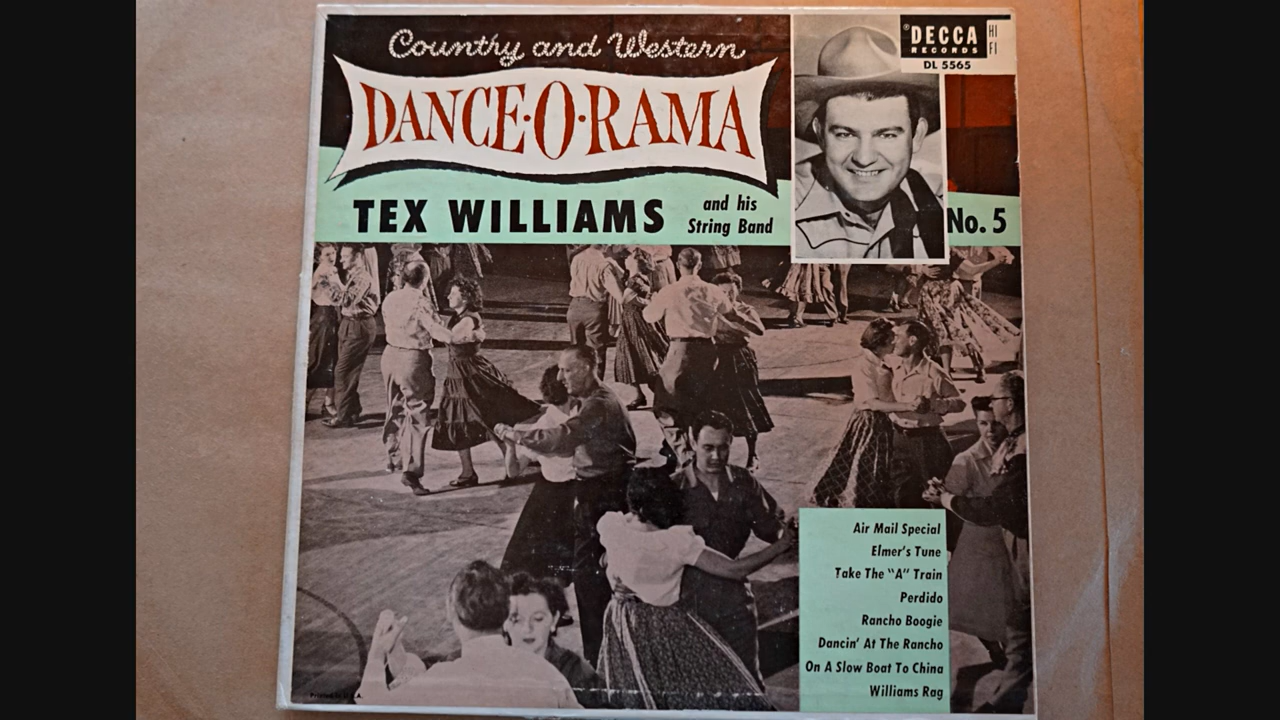 Country and Western
DANCE·O·RAMA
TEX WILLIAMS
and his
String Band
®DECCA
RECORDS
HI
FI
DL 5565
No. 5
Air Mail Special
Elmer's Tune
Take The "A" Train
Perdido
Rancho Boogie
Dancin' At The Rancho
On A Slow Boat To China
Williams Rag
Printed in U.S.A.